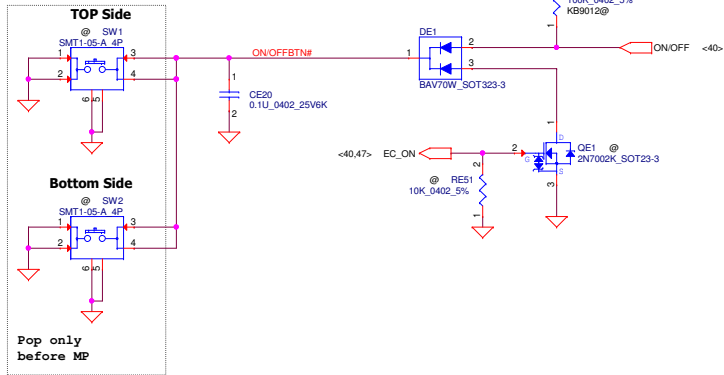 TOP Side
@ SW1
SMT1-05-A_4P
1
3
2
4
6
5
ON/OFFBTN#
1
CE20
0.1U_0402_25V6K
2
DE1
1
2
3
BAV70W_SOT323-3
KB9012@
1
ON/OFF <40>
<40,47> EC_ON
2
@ RE51
10K_0402_5%
1
1
D
2
G
S
3
QE1 @
2N7002K_SOT23-3
Bottom Side
@ SW2
SMT1-05-A_4P
1
3
2
4
6
5
Pop only
before MP